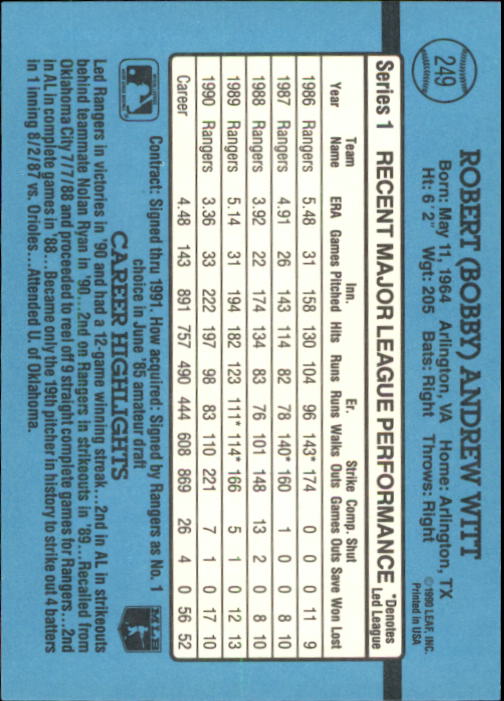 249
ROBERT (BOBBY) ANDREW WITT
Born: May 11, 1964 Arlington, VA Home: Arlington, TX
Ht: 6' 2" Wgt: 205 Bats: Right Throws: Right
©1990 LEAF, INC.
Printed in USA
Series 1 RECENT MAJOR LEAGUE PERFORMANCE *Denotes Led League
Team Inn. Er. Strike Comp. Shut
Year Name ERA Games Pitched Hits Runs Runs Walks Outs Games Outs Save Won Lost
1986 Rangers 5.48 31 158 130 104 96 143* 174 0 0 0 11 9
1987 Rangers 4.91 26 143 114 82 78 140* 160 1 0 0 8 10
1988 Rangers 3.92 22 174 134 83 76 101 148 13 2 0 8 10
1989 Rangers 5.14 31 194 182 123 111* 114* 166 5 1 0 12 13
1990 Rangers 3.36 33 222 197 98 83 110 221 7 1 0 17 10
Career 4.48 143 891 757 490 444 608 869 26 4 0 56 52
Contract: Signed thru 1991. How acquired: Signed by Rangers as No. 1
choice in June '85 amateur draft
CAREER HIGHLIGHTS
MLB
Led Rangers in victories in '90 and had a 12-game winning streak...2nd in AL in strikeouts
behind teammate Nolan Ryan in '90...2nd on Rangers in strikeouts in '89...Recalled from
Oklahoma City 7/7/88 and proceeded to reel off 9 straight complete games for Rangers...2nd
in AL in complete games in '88...Became only the 19th pitcher in history to strike out 4 batters
in 1 inning 8/2/87 vs. Orioles...Attended U. of Oklahoma.